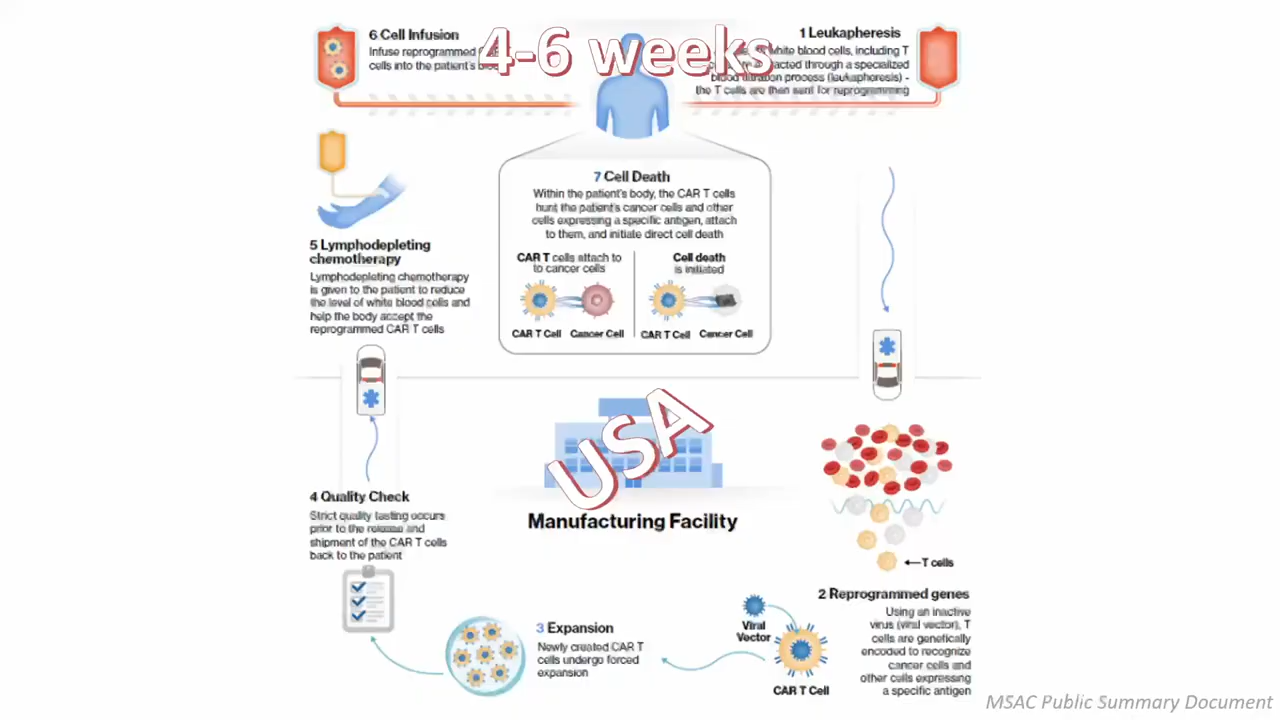 4-6 weeks
6 Cell Infusion
Infuse reprogrammed
cells into the patient's
1 Leukapheresis
white blood cells, including T
through a specialized
blood filtration process (leukapheresis) -
the T cells are then sent for reprogramming
7 Cell Death
Within the patient's body, the CAR T cells
hunt the patient's cancer cells and other
cells expressing a specific antigen, attach
to them, and initiate direct cell death
CAR T cells attach to
to cancer cells
Cell death
is initiated
CAR T Cell
Cancer Cell
CAR T Cell
Cancer Cell
5 Lymphodepleting
chemotherapy
Lymphodepleting chemotherapy
is given to the patient to reduce
the level of white blood cells and
help the body accept the
reprogrammed CAR T cells
USA
Manufacturing Facility
4 Quality Check
Strict quality testing occurs
prior to the release and
shipment of the CAR T cells
back to the patient
T cells
2 Reprogrammed genes
Using an inactive
virus (viral vector), T
cells are genetically
encoded to recognize
cancer cells and
other cells expressing
a specific antigen
Viral
Vector
CAR T Cell
3 Expansion
Newly created CAR T
cells undergo forced
expansion
MSAC Public Summary Document